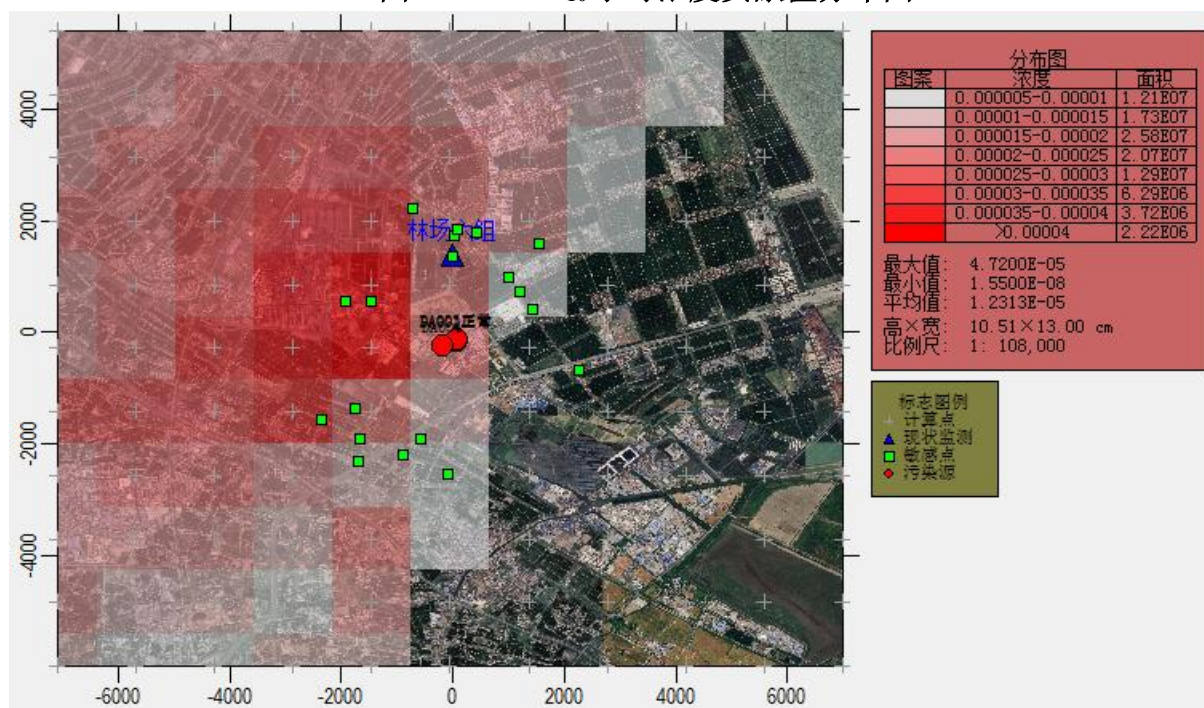 分布图
图案 浓度 面积
0.000005-0.00001 1.21E07
0.00001-0.000015 1.73E07
0.000015-0.00002 2.58E07
0.00002-0.000025 2.07E07
0.000025-0.00003 1.29E07
0.00003-0.000035 6.29E06
0.000035-0.00004 3.72E06
>0.00004 2.22E06
最大值: 4.7200E-05
最小值: 1.5500E-08
平均值: 1.2313E-05
高×宽: 10.51×13.00 cm
比例尺: 1: 108,000
标志图例
计算点
现状监测
敏感点
污染源
4000
2000
0
-2000
-4000
林场六组
正常
-6000 -4000 -2000 0 2000 4000 6000